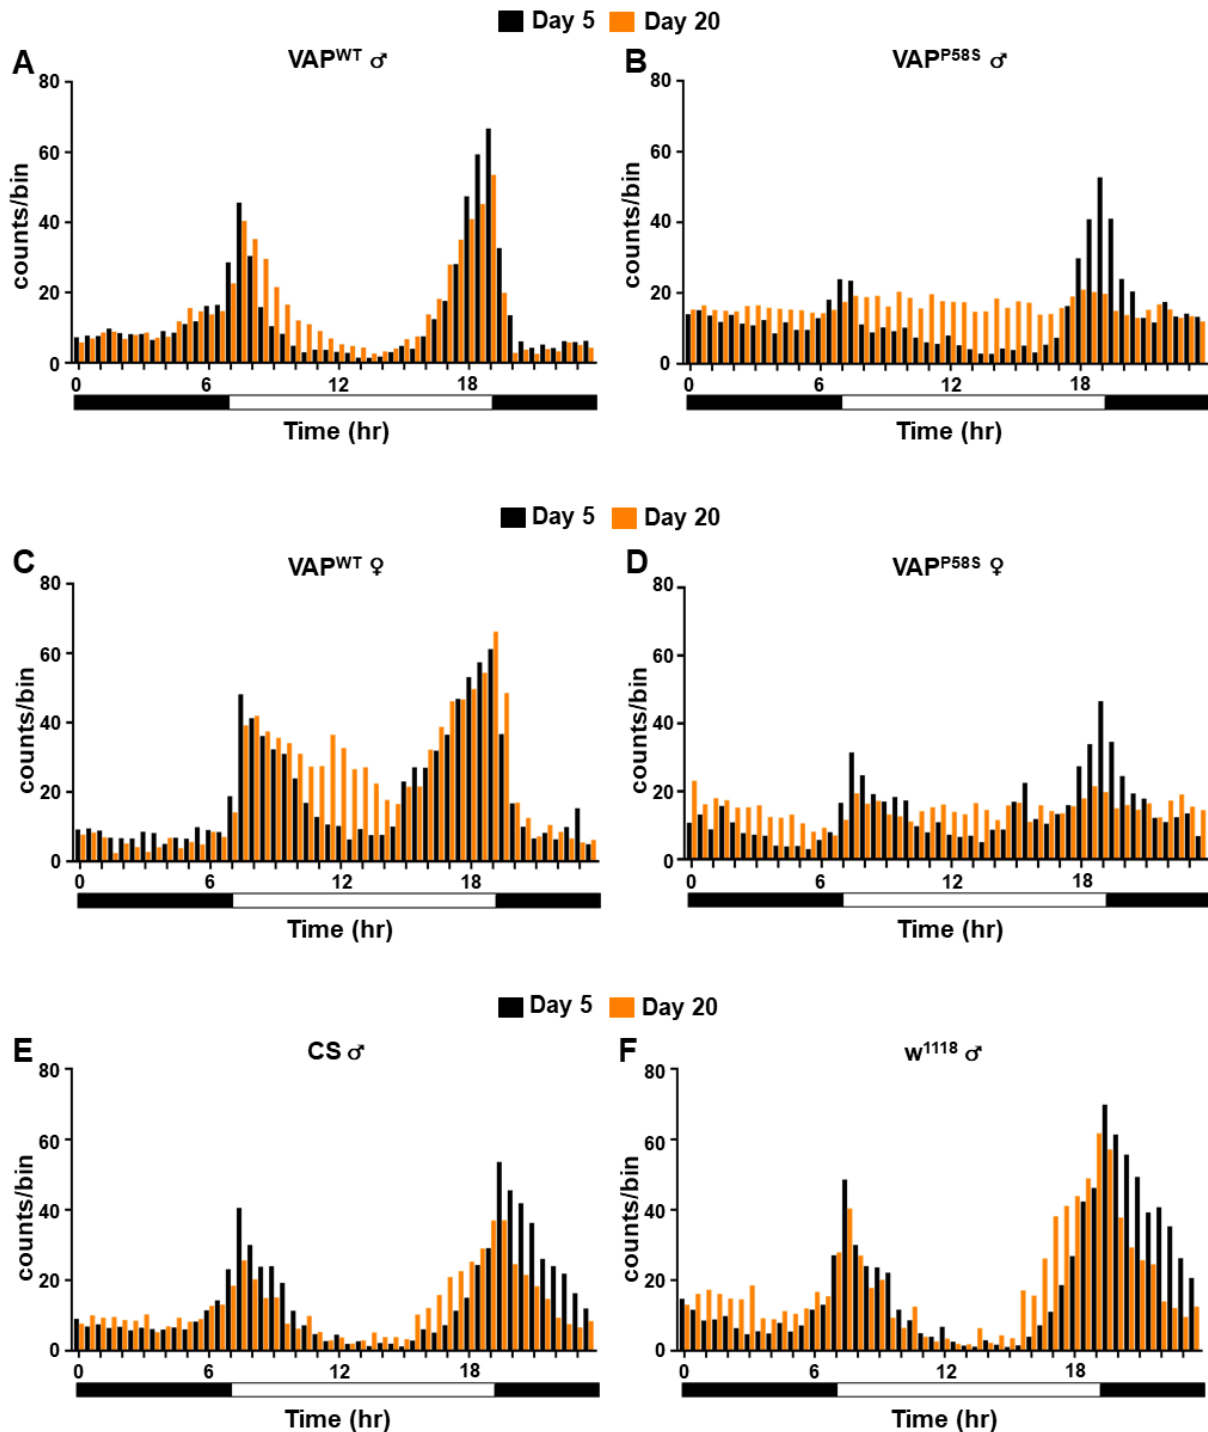 Day 5 Day 20
A VAPWT ♂ B VAPP58S ♂
80 80
60 60
40 40
20 20
0 0
counts/bin counts/bin
0 6 12 18 0 6 12 18
Time (hr) Time (hr)
Day 5 Day 20
C VAPWT ♀ D VAPP58S ♀
80 80
60 60
40 40
20 20
0 0
counts/bin counts/bin
0 6 12 18 0 6 12 18
Time (hr) Time (hr)
Day 5 Day 20
E CS ♂ F w1118 ♂
80 80
60 60
40 40
20 20
0 0
counts/bin counts/bin
0 6 12 18 0 6 12 18
Time (hr) Time (hr)